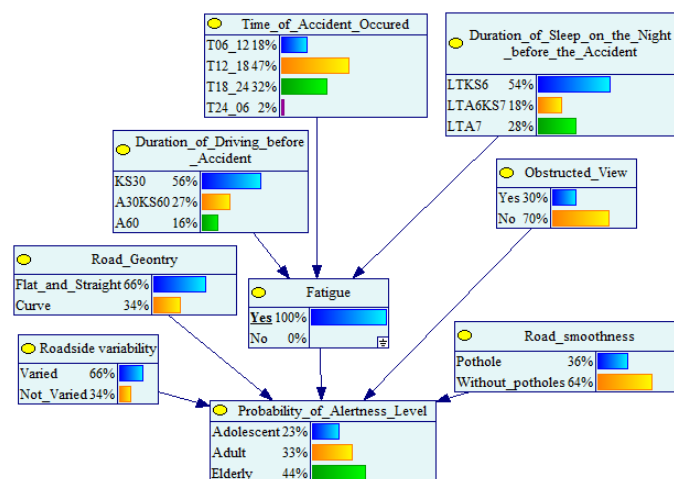 Time_of_Accident_Occured
T06_12 18%
T12_18 47%
T18_24 32%
T24_06 2%
Duration_of_Sleep_on_the_Night
_before_the_Accident
LTKS6 54%
LTA6KS7 18%
LTA7 28%
Duration_of_Driving_before
_Accident
KS30 56%
A30KS60 27%
A60 16%
Obstructed_View
Yes 30%
No 70%
Road_Geontry
Flat_and_Straight 66%
Curve 34%
Fatigue
Yes 100%
No 0%
Roadside variability
Varied 66%
Not_Varied 34%
Road_smoothness
Pothole 36%
Without_potholes 64%
Probability_of_Alertness_Level
Adolescent 23%
Adult 33%
Elderly 44%